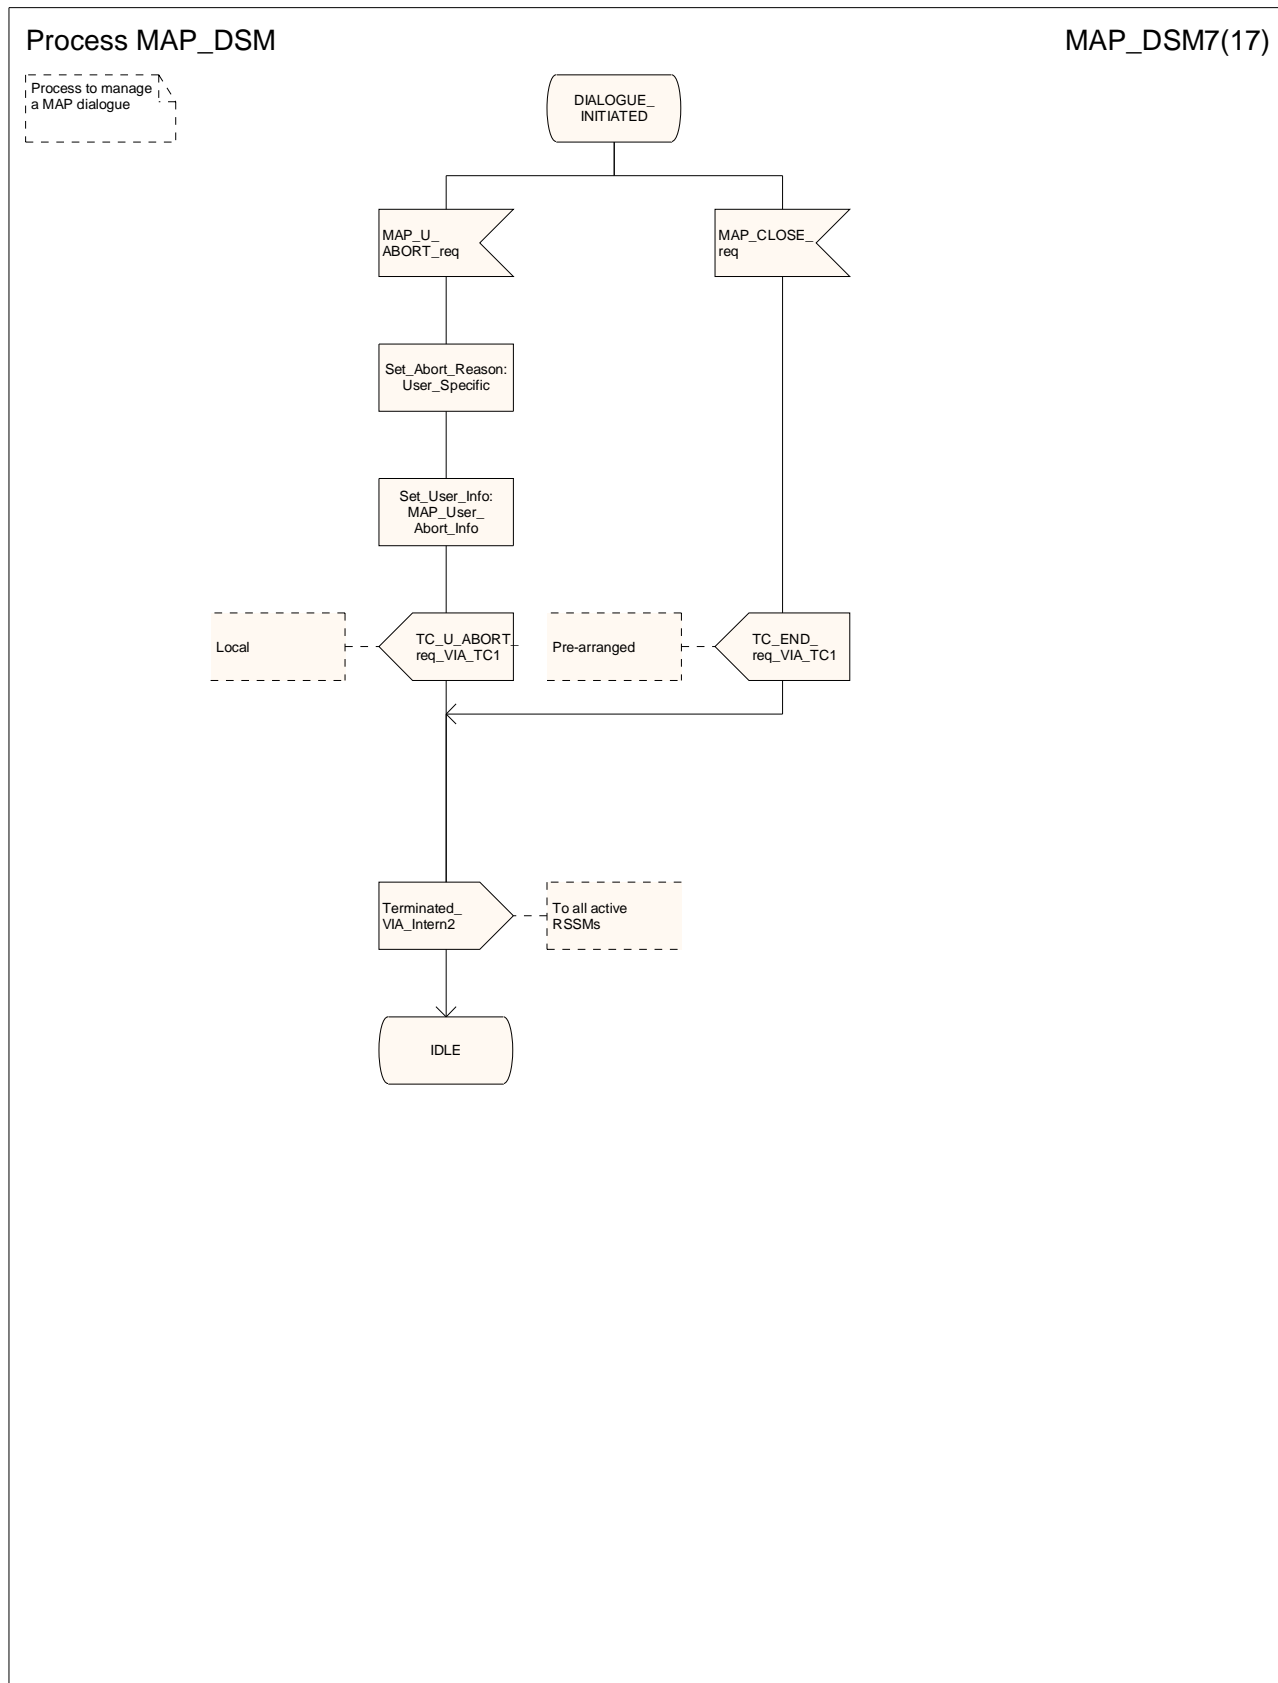 Process MAP_DSM
MAP_DSM7(17)
Process to manage
a MAP dialogue
DIALOGUE_
INITIATED
MAP_U_
ABORT_req
MAP_CLOSE_
req
Set_Abort_Reason:
User_Specific
Set_User_Info:
MAP_User_
Abort_Info
Local
TC_U_ABORT_
req_VIA_TC1
Pre-arranged
TC_END_
req_VIA_TC1
Terminated_
VIA_Intern2
To all active
RSSMs
IDLE